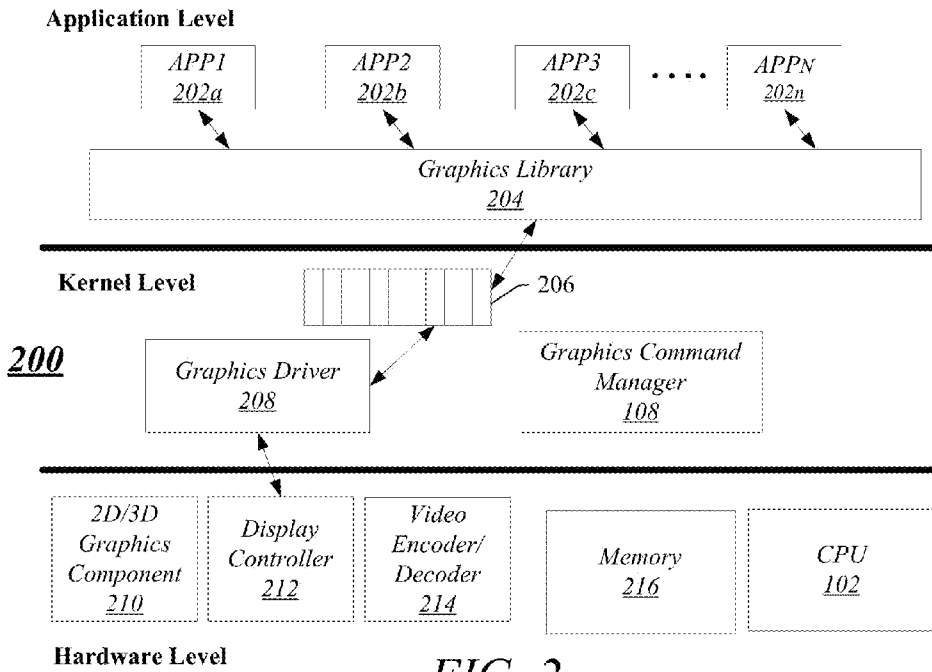 Application Level
APP1
202a
APP2
202b
APP3
202c
APPN
202n
Graphics Library
204
Kernel Level
206
200
Graphics Driver
208
Graphics Command
Manager
108
2D/3D
Graphics
Component
210
Display
Controller
212
Video
Encoder/
Decoder
214
Memory
216
CPU
102
Hardware Level
FIG. 2